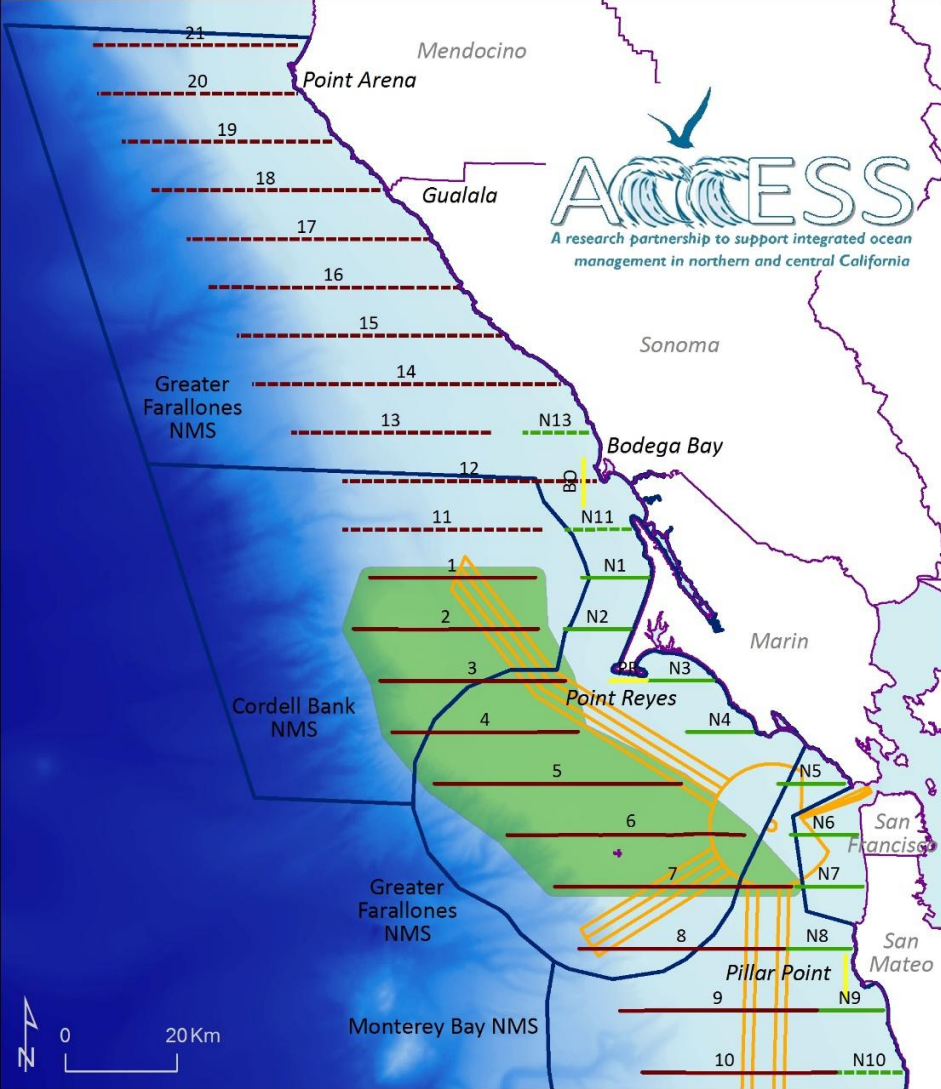 21
Mendocino
20
Point Arena
19
18
Gualala
ACCESS
A research partnership to support integrated ocean
management in northern and central California
17
16
15
Sonoma
14
Greater
Farallones
NMS
13
N13
Bodega Bay
12
BO
11
N11
1
N1
2
N2
Marin
3
PR
N3
Point Reyes
Cordell Bank
NMS
4
N4
5
N5
6
N6
San
Francisco
7
N7
Greater
Farallones
NMS
8
N8
San
Mateo
Pillar Point
9
N9
Monterey Bay NMS
N
0
20 Km
10
N10